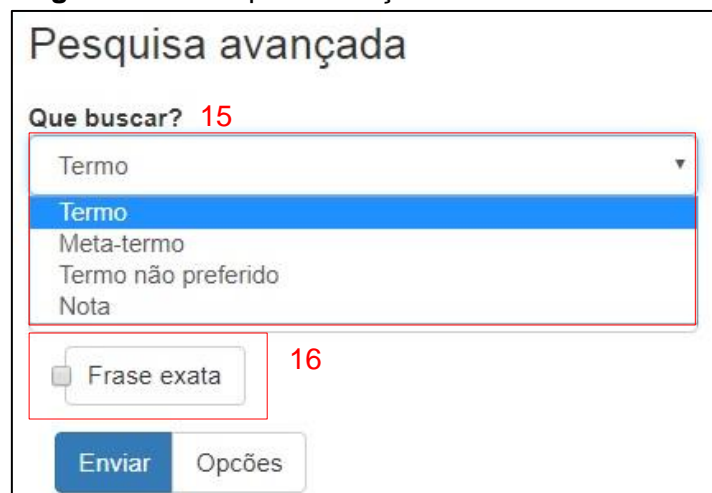 Pesquisa avançada
Que buscar? 15
Termo
Termo
Meta-termo
Termo não preferido
Nota
Frase exata 16
Enviar Opcões